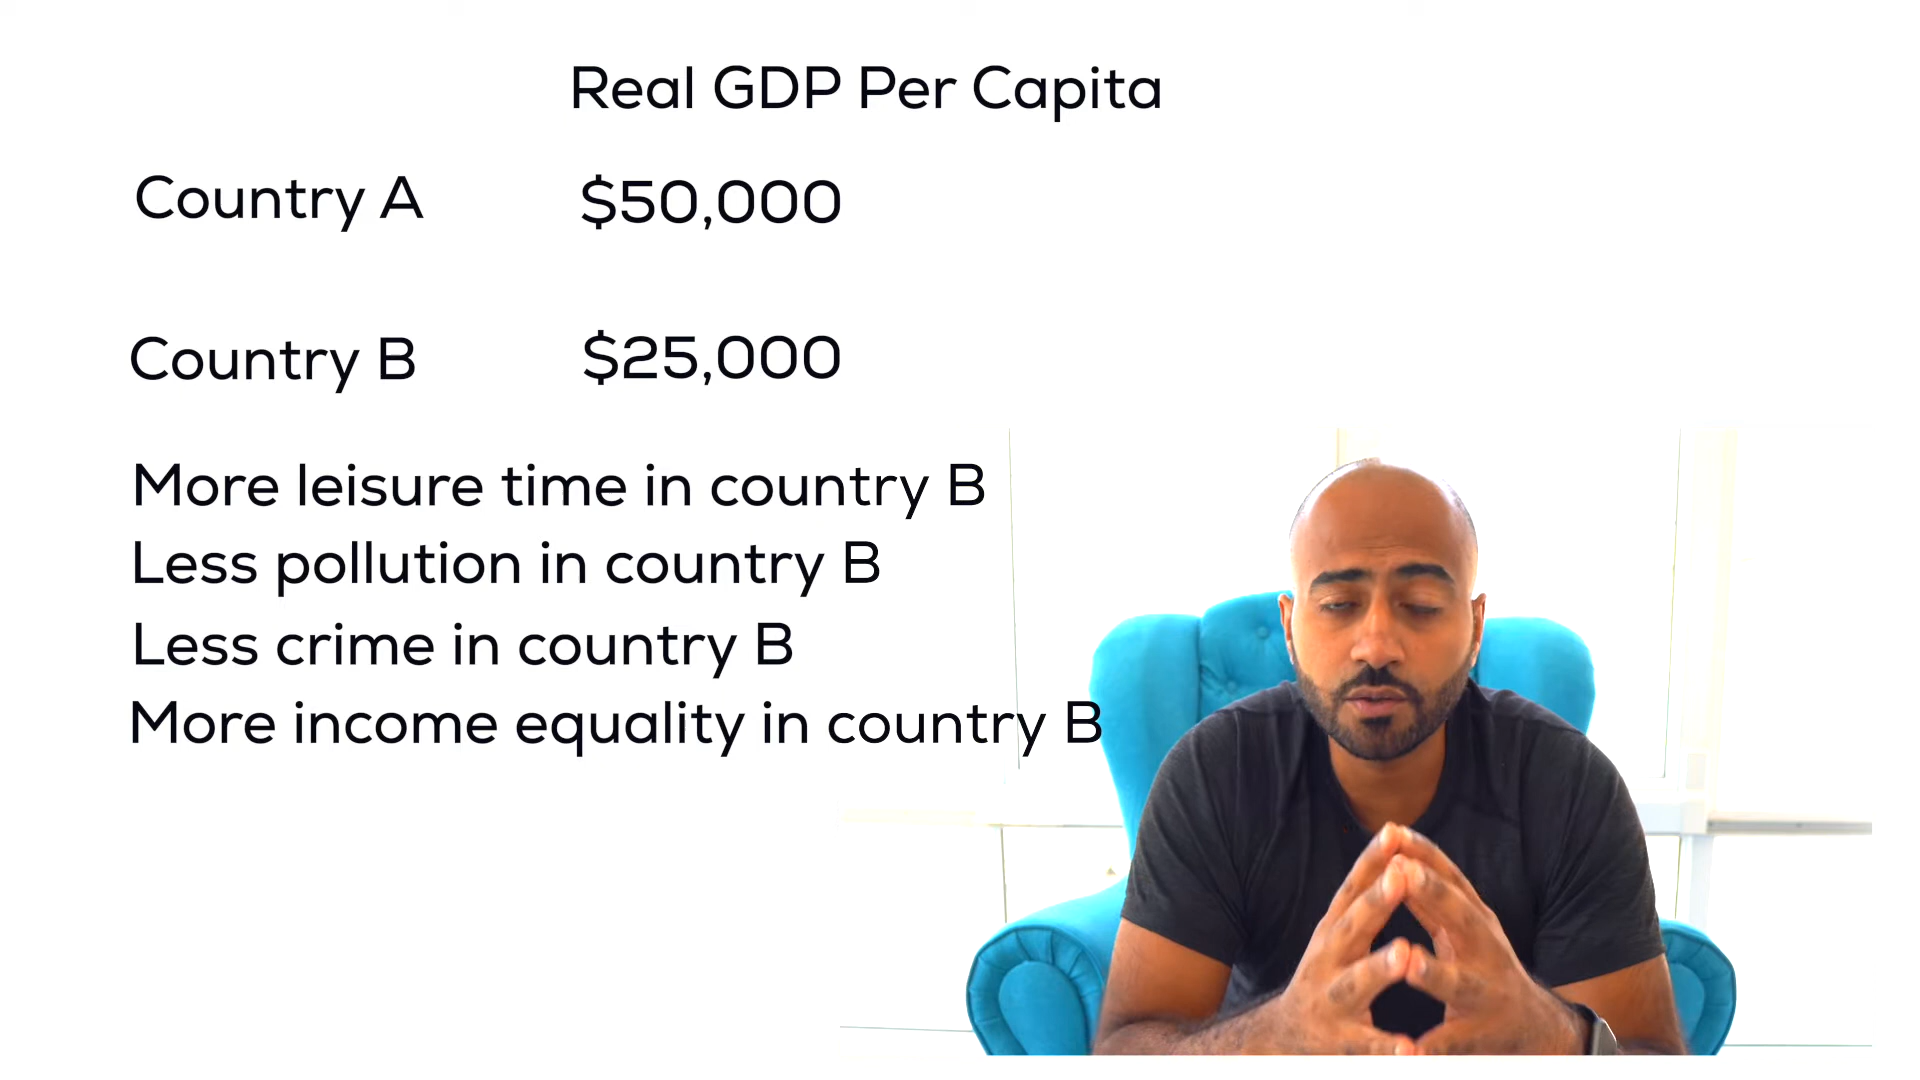 Real GDP Per Capita
Country A $50,000
Country B $25,000
More leisure time in country B
Less pollution in country B
Less crime in country B
More income equality in country B